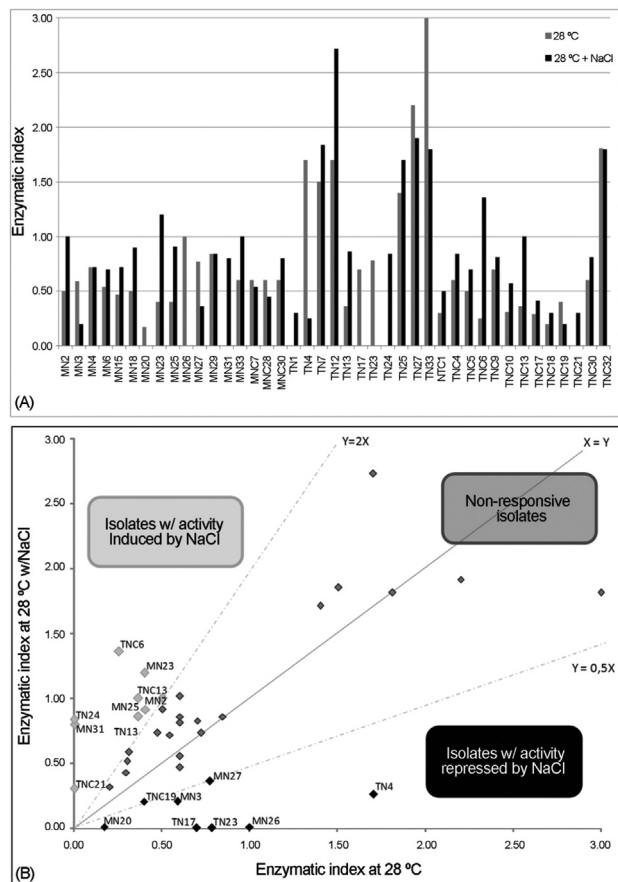 3.00
28 ºC
28 ºC + NaCl
2.50
2.00
1.50
1.00
0.50
0.00
Enzymatic index
MN2
MN3
MN4
MN6
MN15
MN18
MN20
MN23
MN25
MN26
MN27
MN29
MN31
MN33
MNC7
MNC28
MNC30
TN1
TN4
TN7
TN12
TN13
TN17
TN23
TN24
TN25
TN27
TN33
NTC1
TNC4
TNC5
TNC6
TNC9
TNC10
TNC13
TNC17
TNC18
TNC19
TNC21
TNC30
TNC32
(A)
3.00
Y=2X
X = Y
2.50
Isolates w/ activity
Induced by NaCl
Non-responsive
isolates
2.00
1.50
TNC6
Y = 0,5X
MN23
TNC13
1.00
MN25
MN2
TN24
MN31
TN13
Isolates w/ activity
repressed by NaCl
0.50
TNC21
MN27
TNC19
MN3
TN4
MN20
TN17
TN23
MN26
0.00
0.00
0.50
1.00
1.50
2.00
2.50
3.00
Enzymatic index at 28 ºC w/NaCl
Enzymatic index at 28 ºC
(B)